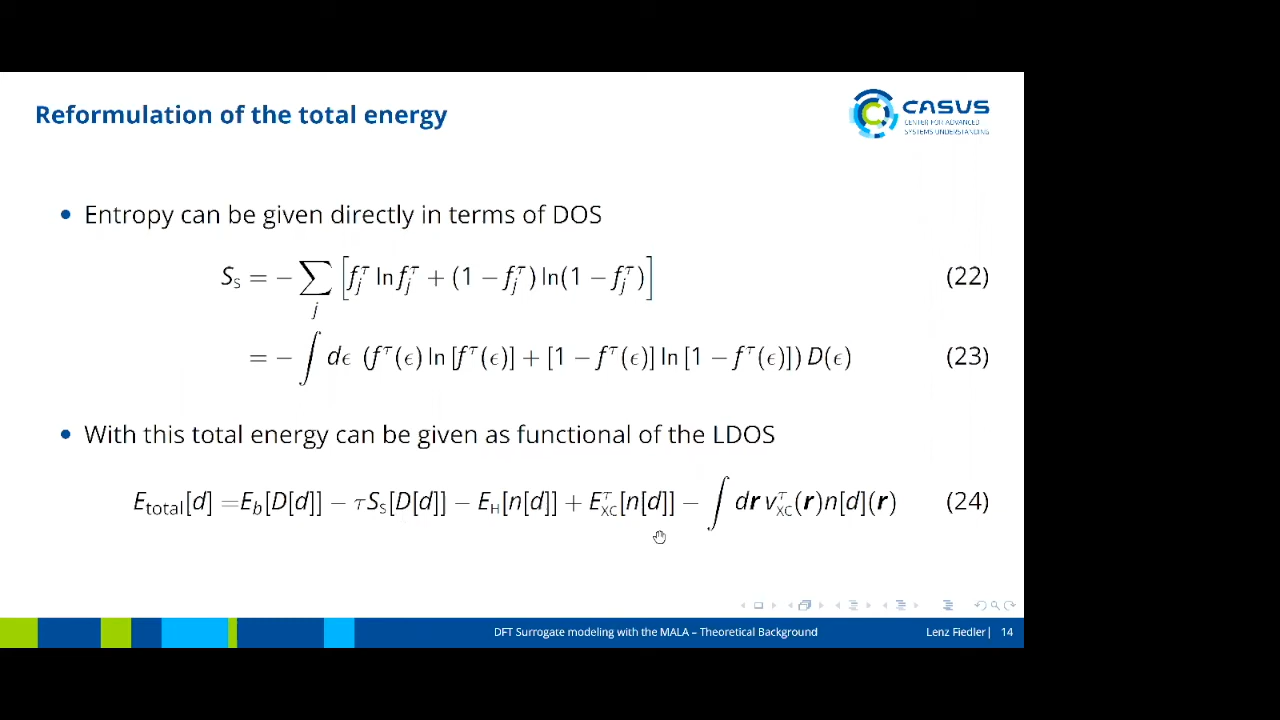 Reformulation of the total energy
CASUS
CENTER FOR ADVANCED
SYSTEMS UNDERSTANDING
• Entropy can be given directly in terms of DOS
S_S = − ∑_j [f_j^τ ln f_j^τ + (1 − f_j^τ) ln(1 − f_j^τ)] (22)
= − ∫ dϵ (f^τ(ϵ) ln [f^τ(ϵ)] + [1 − f^τ(ϵ)] ln [1 − f^τ(ϵ)]) D(ϵ) (23)
• With this total energy can be given as functional of the LDOS
E_total[d] =E_b[D[d]] − τS_S[D[d]] − E_H[n[d]] + E_XC^τ[n[d]] − ∫ dr v_XC^τ(r)n[d](r) (24)
DFT Surrogate modeling with the MALA – Theoretical Background
Lenz Fiedler| 14